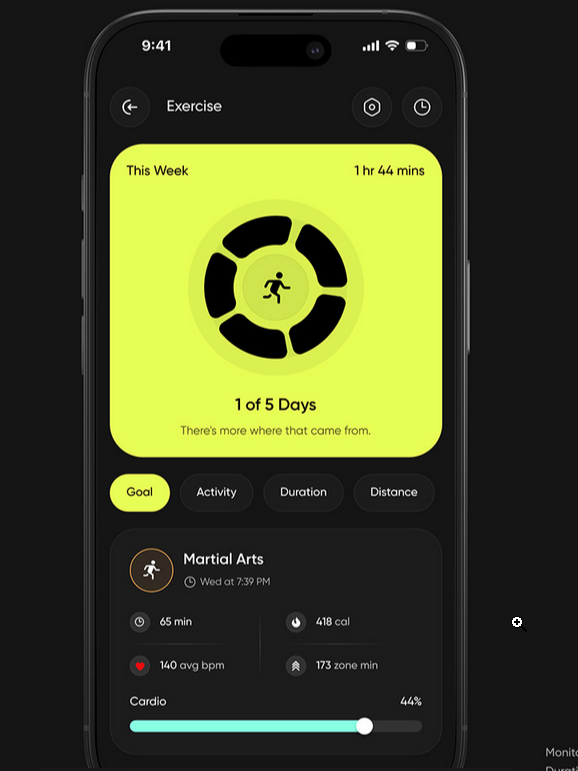 9:41
Exercise
This Week
1 hr 44 mins
1 of 5 Days
There's more where that came from.
Goal
Activity
Duration
Distance
Martial Arts
Wed at 7:39 PM
65 min
418 cal
140 avg bpm
173 zone min
Cardio
44%